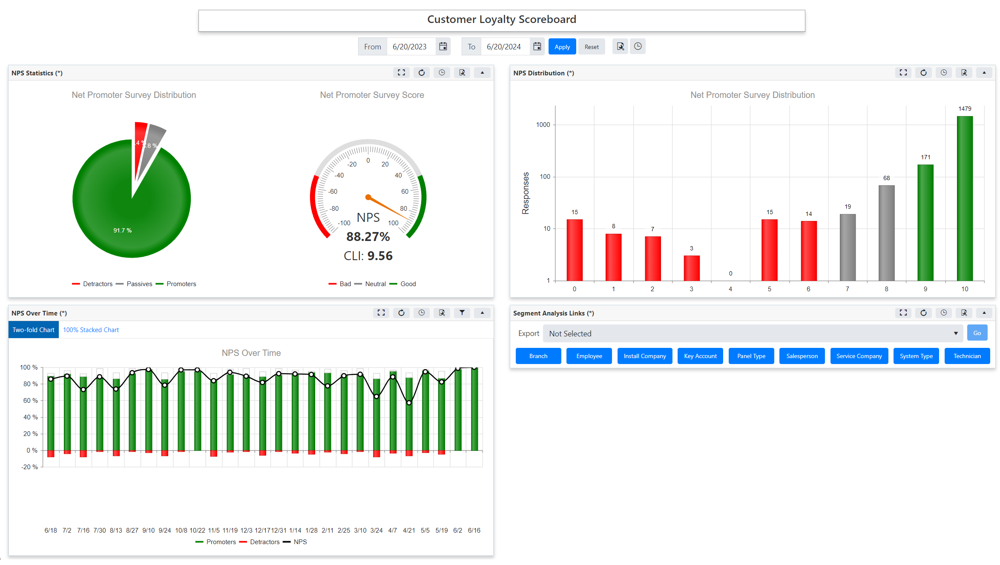 Customer Loyalty Scoreboard
From 6/20/2023 To 6/20/2024 Apply Reset
NPS Statistics (*)
Net Promoter Survey Distribution
.4 %
.8 %
91.7 %
Detractors Passives Promoters
Net Promoter Survey Score
-100 -80 -60 -40 -20 0 20 40 60 80 100
NPS
88.27%
CLI: 9.56
Bad Neutral Good
NPS Distribution (*)
Net Promoter Survey Distribution
Responses
1000
100
10
1
15 8 7 3 0 15 14 19 68 171 1479
0 1 2 3 4 5 6 7 8 9 10
NPS Over Time (*)
Two-fold Chart 100% Stacked Chart
NPS Over Time
100 %
80 %
60 %
40 %
20 %
0 %
-20 %
6/18 7/2 7/16 7/30 8/13 8/27 9/10 9/24 10/8 10/22 11/5 11/19 12/3 12/17 12/31 1/14 1/28 2/11 2/25 3/10 3/24 4/7 4/21 5/5 5/19 6/2 6/16
Promoters Detractors NPS
Segment Analysis Links (*)
Export Not Selected Go
Branch Employee Install Company Key Account Panel Type Salesperson Service Company System Type Technician